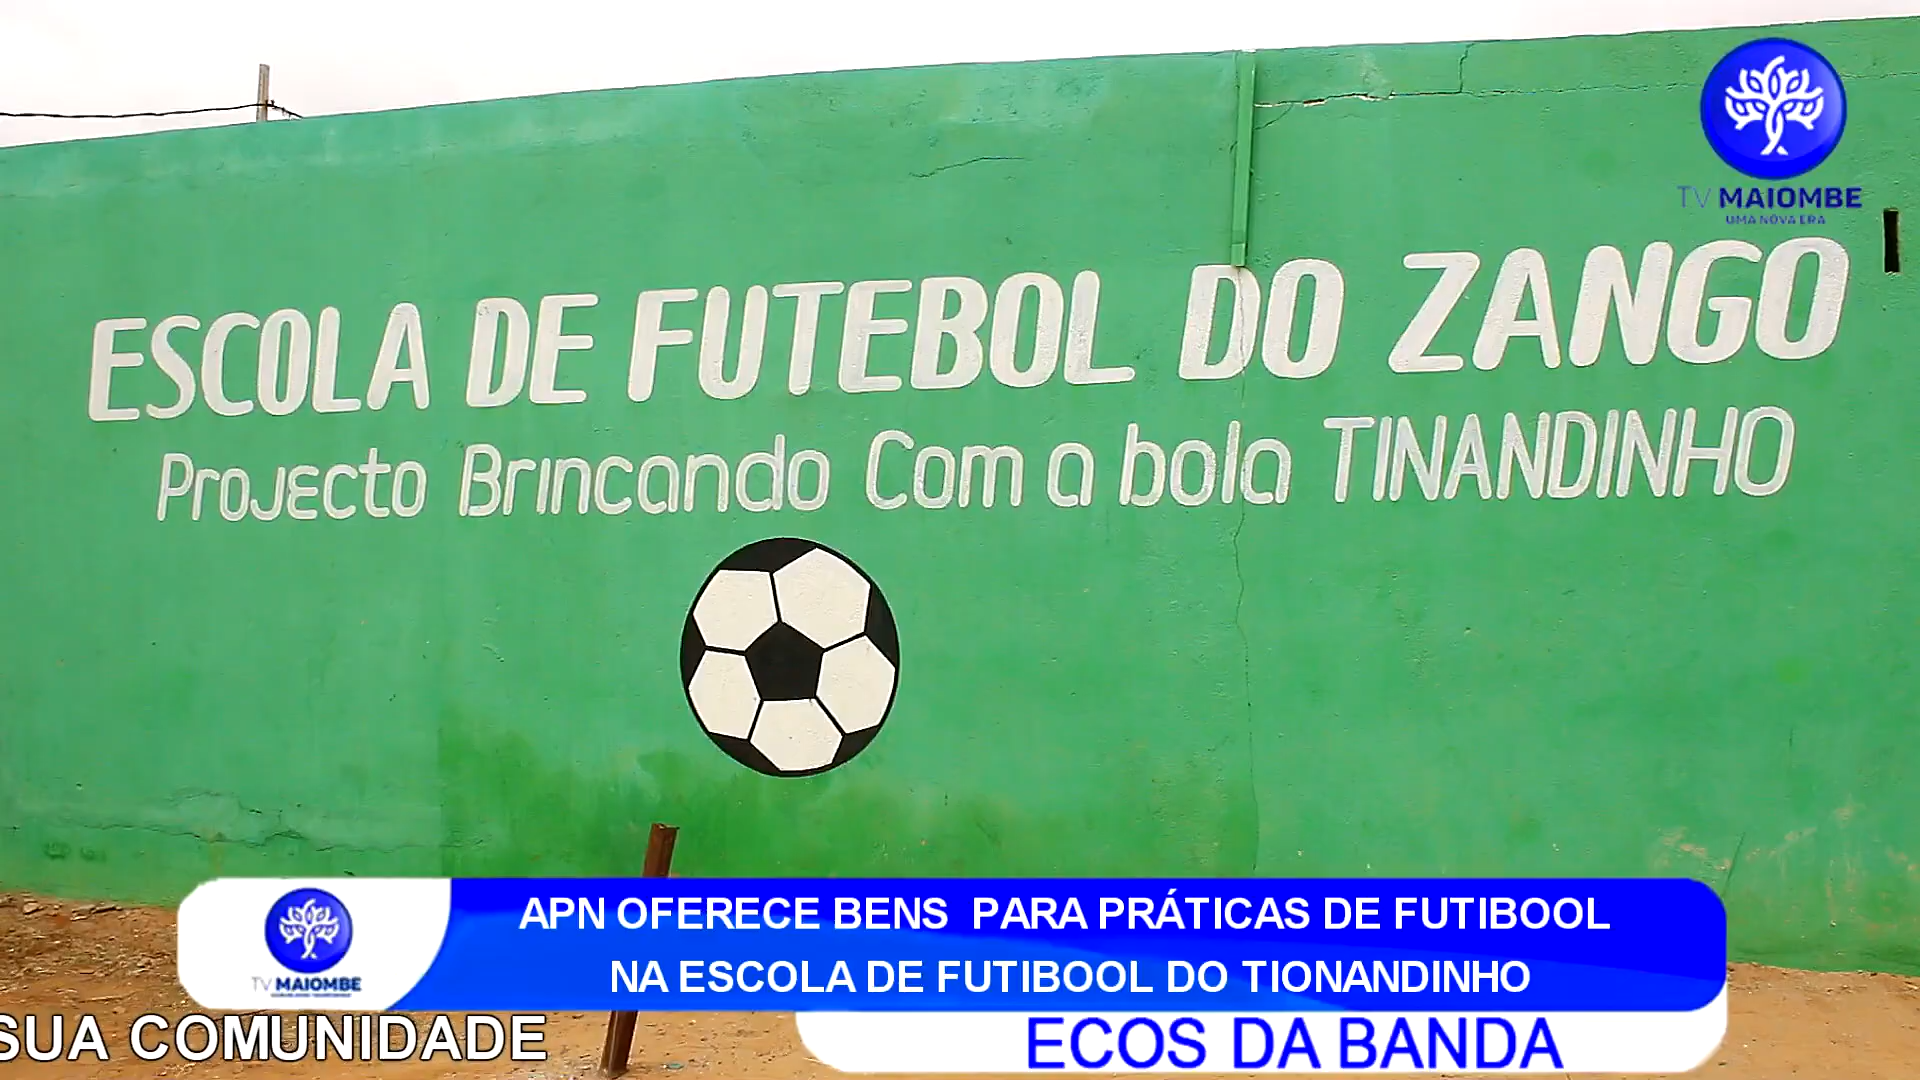 TV MAIOMBE
UMA NOVA ERA
ESCOLA DE FUTEBOL DO ZANGO
Projecto Brincando Com a bola TINANDINHO
APN OFERECE BENS PARA PRÁTICAS DE FUTIBOOL
NA ESCOLA DE FUTIBOOL DO TIONANDINHO
TV MAIOMBE
SUA COMUNIDADE
ECOS DA BANDA